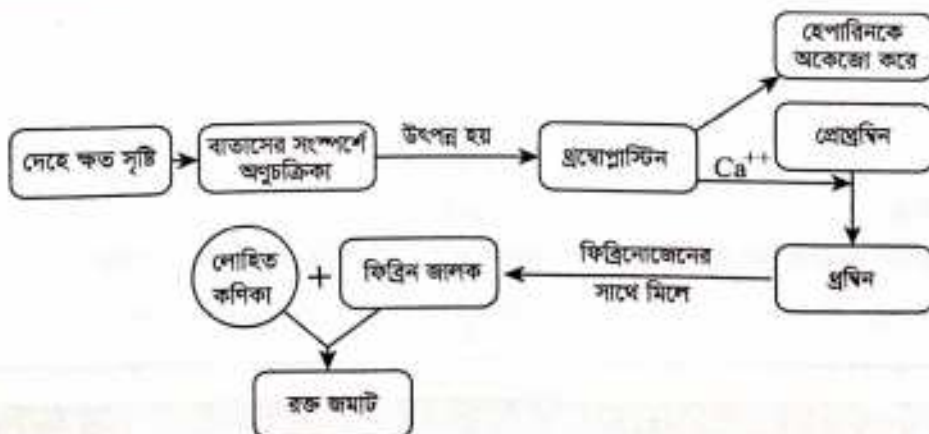 হেপারিনকে
অকেজো করে
দেহে ক্ষত সৃষ্টি
বাতাসের সংস্পর্শে
অণুচক্রিকা
উৎপন্ন হয়
থ্রম্বোপ্লাস্টিন
Ca++
প্রোথ্রম্বিন
লোহিত
কণিকা
+
ফিব্রিন জালক
ফিব্রিনোজেনের
সাথে মিলে
থ্রম্বিন
রক্ত জমাট